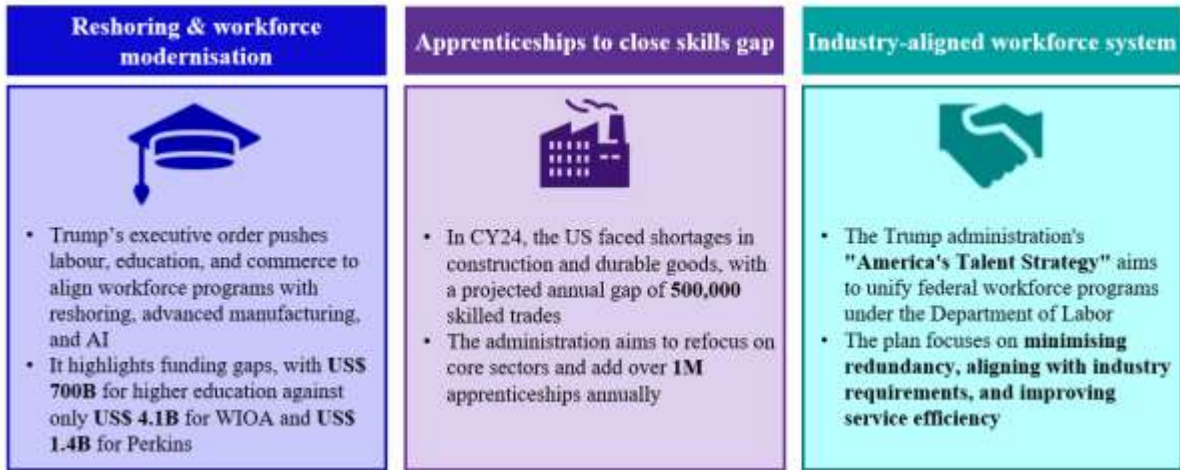 Reshoring & workforce
modernisation
• Trump's executive order pushes
labour, education, and commerce to
align workforce programs with
reshoring, advanced manufacturing,
and AI
• It highlights funding gaps, with US$
700B for higher education against
only US$ 4.1B for WIOA and US$
1.4B for Perkins
Apprenticeships to close skills gap
• In CY24, the US faced shortages in
construction and durable goods, with
a projected annual gap of 500,000
skilled trades
• The administration aims to refocus on
core sectors and add over 1M
apprenticeships annually
Industry-aligned workforce system
• The Trump administration's
"America's Talent Strategy" aims
to unify federal workforce programs
under the Department of Labor
• The plan focuses on minimising
redundancy, aligning with industry
requirements, and improving
service efficiency